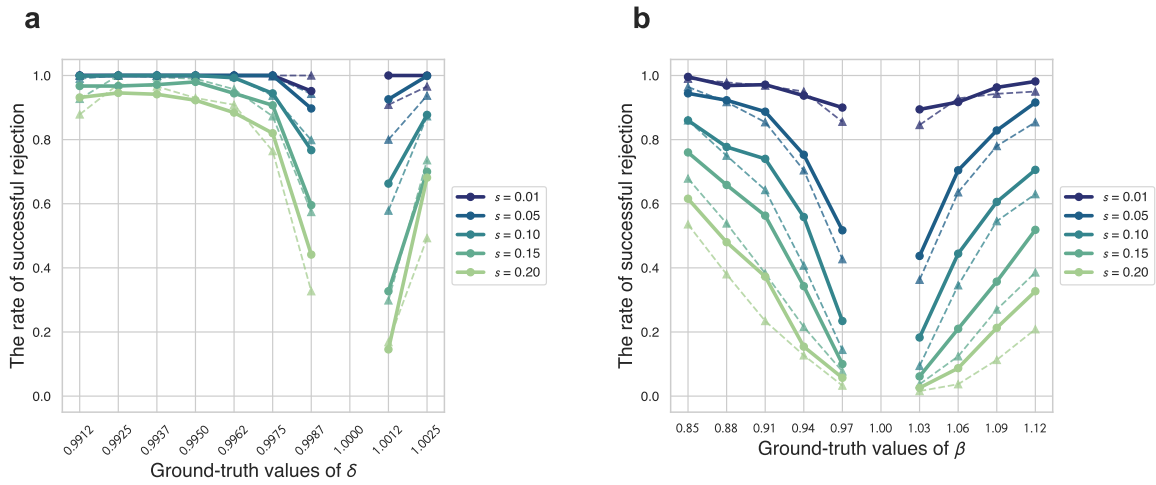 a
The rate of successful rejection
1.0
0.8
0.6
0.4
0.2
0.0
0.9912
0.9925
0.9937
0.9950
0.9962
0.9975
0.9987
1.0000
1.0012
1.0025
Ground-truth values of δ
s = 0.01
s = 0.05
s = 0.10
s = 0.15
s = 0.20
b
The rate of successful rejection
1.0
0.8
0.6
0.4
0.2
0.0
0.85
0.88
0.91
0.94
0.97
1.00
1.03
1.06
1.09
1.12
Ground-truth values of β
s = 0.01
s = 0.05
s = 0.10
s = 0.15
s = 0.20